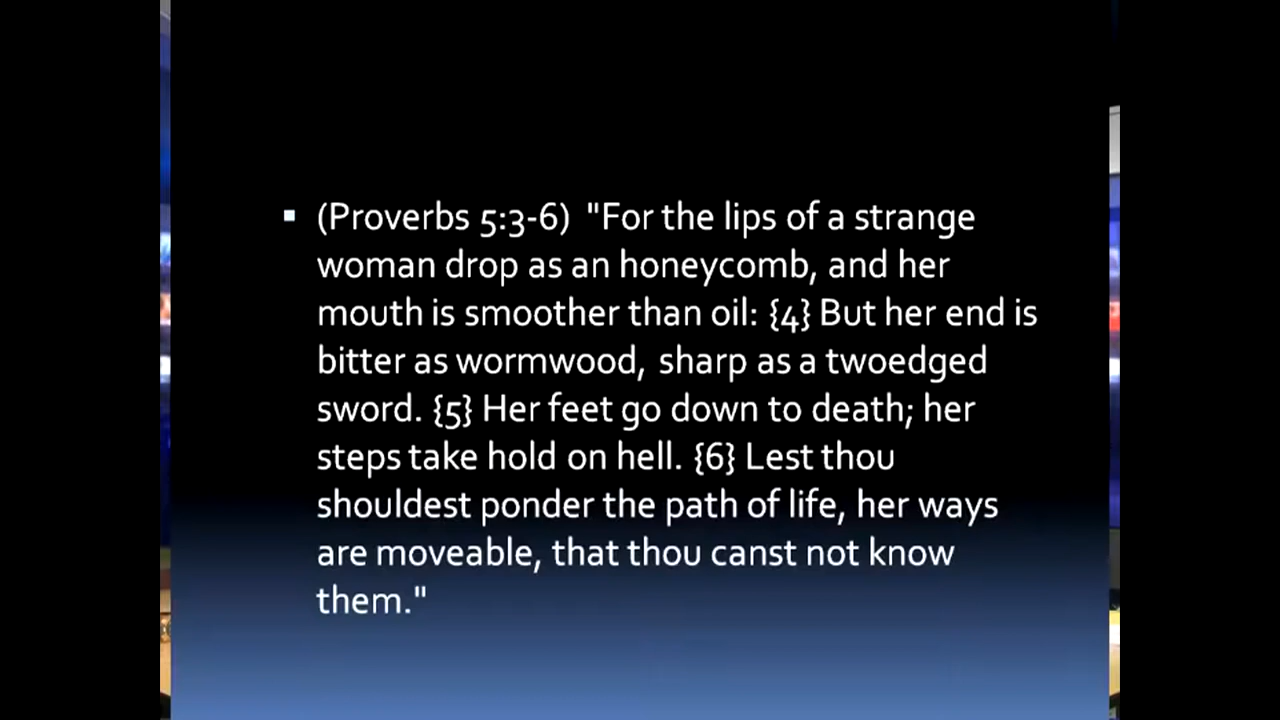 ▪ (Proverbs 5:3-6)  "For the lips of a strange
woman drop as an honeycomb, and her
mouth is smoother than oil: {4} But her end is
bitter as wormwood, sharp as a twoedged
sword. {5} Her feet go down to death; her
steps take hold on hell. {6} Lest thou
shouldest ponder the path of life, her ways
are moveable, that thou canst not know
them."